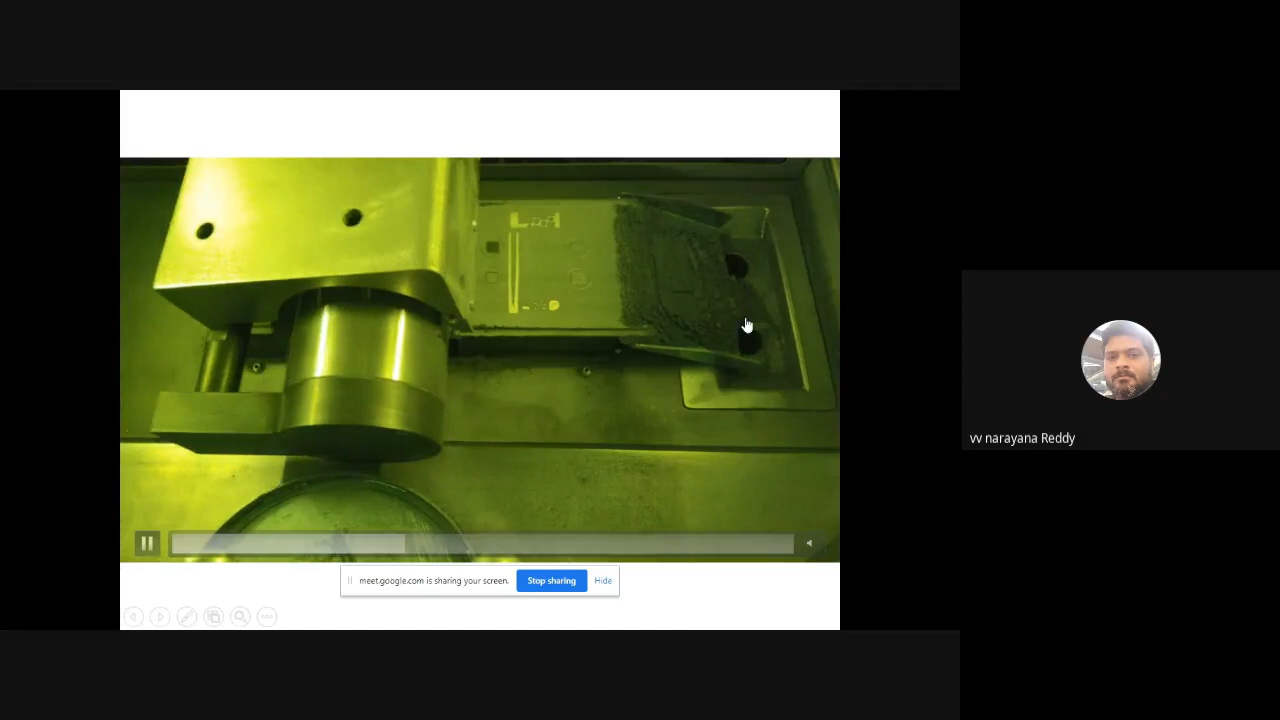 meet.google.com is sharing your screen.
Stop sharing
Hide
vv narayana Reddy